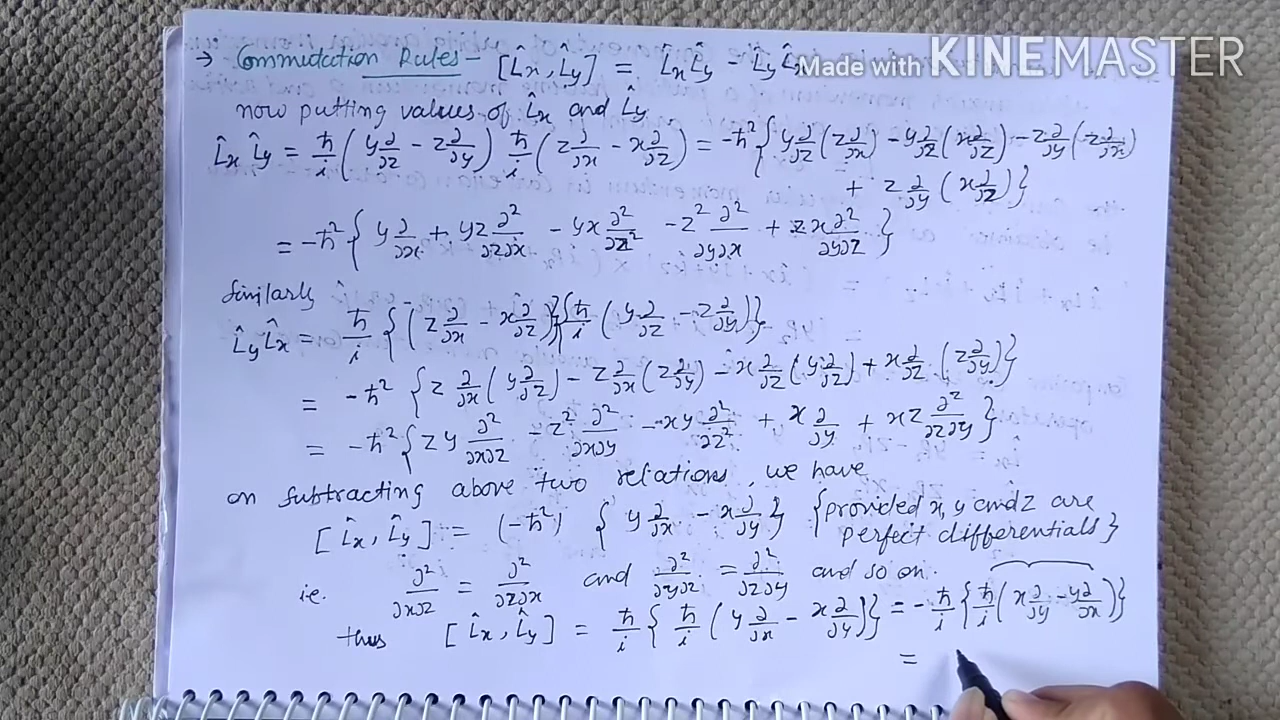 → Commutation Rules - [L̂x, L̂y] = L̂x L̂y - L̂y L̂x
Made with KINEMASTER
now putting values of L̂x and L̂y.
L̂x L̂y = ħ/i (y ∂/∂z - z ∂/∂y) ħ/i (z ∂/∂x - x ∂/∂z) = -ħ² { y ∂/∂z (z ∂/∂x) - y ∂/∂z (x ∂/∂z) - z ∂/∂y (z ∂/∂x)
+ z ∂/∂y (x ∂/∂z) }
= -ħ² { y ∂/∂x + yz ∂²/∂z∂x - yx ∂²/∂z² - z² ∂²/∂y∂x + zx ∂²/∂y∂z }
Similarly
L̂y L̂x = ħ/i { (z ∂/∂x - x ∂/∂z) } { ħ/i (y ∂/∂z - z ∂/∂y) }
= -ħ² { z ∂/∂x (y ∂/∂z) - z ∂/∂x (z ∂/∂y) - x ∂/∂z (y ∂/∂z) + x ∂/∂z (z ∂/∂y) }
= -ħ² { zy ∂²/∂x∂z - z² ∂²/∂x∂y - xy ∂²/∂z² + x ∂/∂y + xz ∂²/∂z∂y }
on subtracting above two relations, we have
[L̂x, L̂y] = (-ħ²) { y ∂/∂x - x ∂/∂y } {provided x, y and z are
perfect differentials}
i.e. ∂²/∂x∂z = ∂²/∂z∂x and ∂²/∂y∂z = ∂²/∂z∂y and so on.
thus [L̂x, L̂y] = ħ/i { ħ/i (y ∂/∂x - x ∂/∂y) } = - ħ/i { ħ/i (x ∂/∂y - y ∂/∂x) }
=